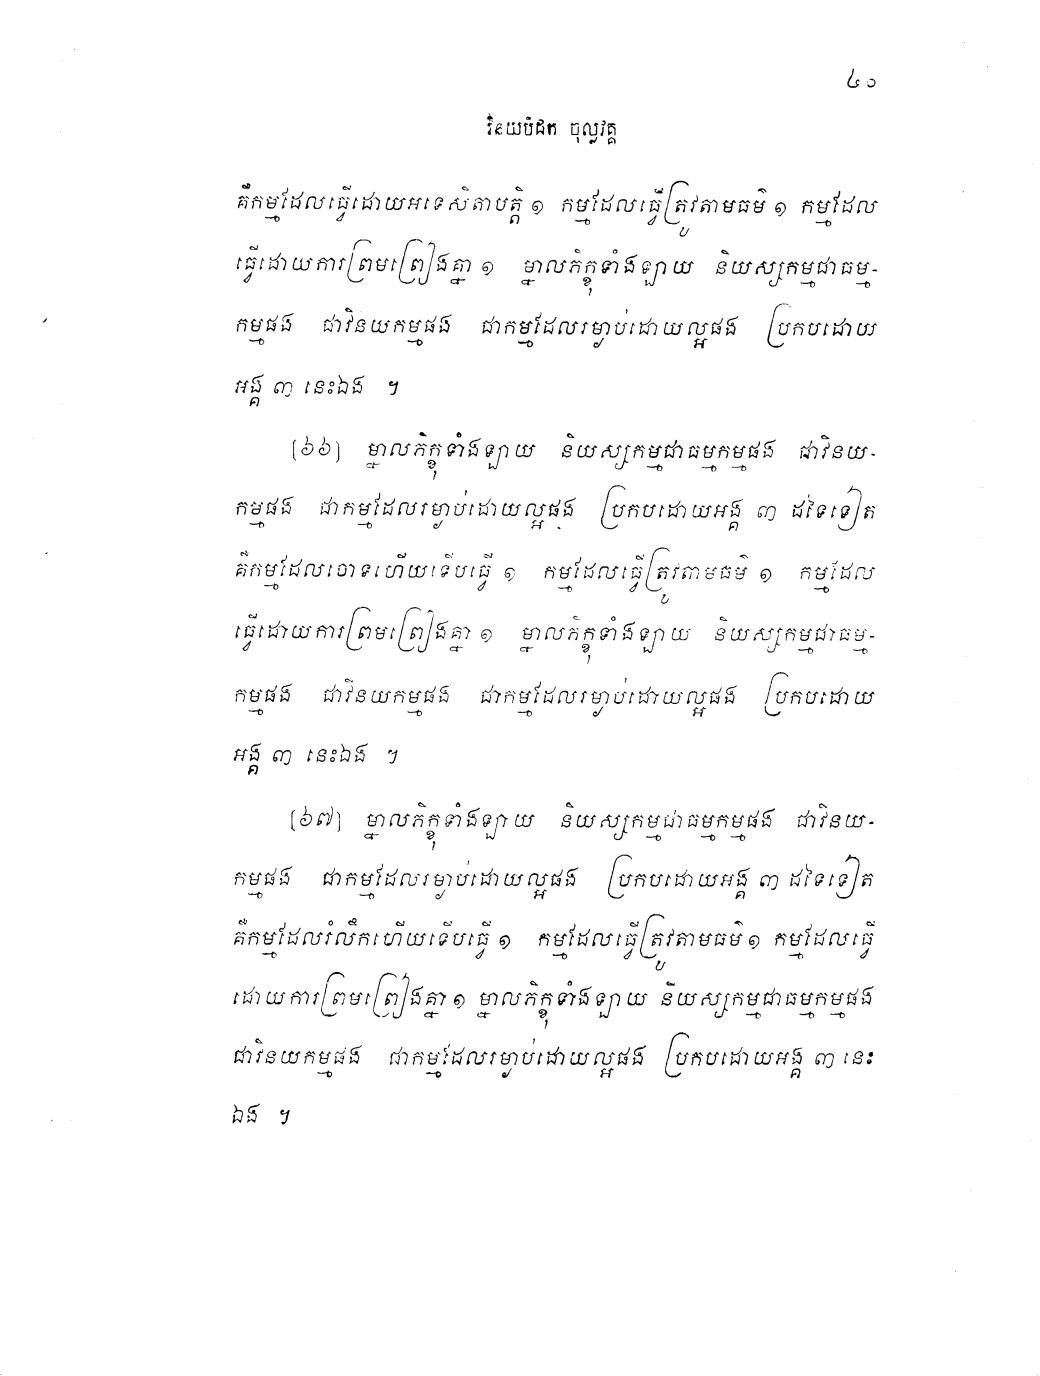 ៤១
វិនយបិដក ចុល្លវគ្គ
គឺកម្មដែលធ្វើដោយអទេសិតាបត្តិ ១ កម្មដែលធ្វើត្រូវតាមធម៌ ១ កម្មដែល
ធ្វើដោយការព្រមព្រៀងគ្នា ១ ម្នាលភិក្ខុទាំងឡាយ និយស្សកម្មជាធម្ម-
កម្មផង ជាវិនយកម្មផង ជាកម្មដែលរម្ងាប់ដោយល្អផង ប្រកបដោយ
អង្គ ៣ នេះឯង ។
(៦៦) ម្នាលភិក្ខុទាំងឡាយ និយស្សកម្មជាធម្មកម្មផង ជាវិនយ-
កម្មផង ជាកម្មដែលរម្ងាប់ដោយល្អផង ប្រកបដោយអង្គ ៣ ដទៃទៀត
គឺកម្មដែលចោទហើយទើបធ្វើ ១ កម្មដែលធ្វើត្រូវតាមធម៌ ១ កម្មដែល
ធ្វើដោយការព្រមព្រៀងគ្នា ១ ម្នាលភិក្ខុទាំងឡាយ និយស្សកម្មជាធម្ម-
កម្មផង ជាវិនយកម្មផង ជាកម្មដែលរម្ងាប់ដោយល្អផង ប្រកបដោយ
អង្គ ៣ នេះឯង ។
(៦៧) ម្នាលភិក្ខុទាំងឡាយ និយស្សកម្មជាធម្មកម្មផង ជាវិនយ-
កម្មផង ជាកម្មដែលរម្ងាប់ដោយល្អផង ប្រកបដោយអង្គ ៣ ដទៃទៀត
គឺកម្មដែលរំលឹកហើយទើបធ្វើ ១ កម្មដែលធ្វើត្រូវតាមធម៌ ១ កម្មដែលធ្វើ
ដោយការព្រមព្រៀងគ្នា ១ ម្នាលភិក្ខុទាំងឡាយ និយស្សកម្មជាធម្មកម្មផង
ជាវិនយកម្មផង ជាកម្មដែលរម្ងាប់ដោយល្អផង ប្រកបដោយអង្គ ៣ នេះ
ឯង ។